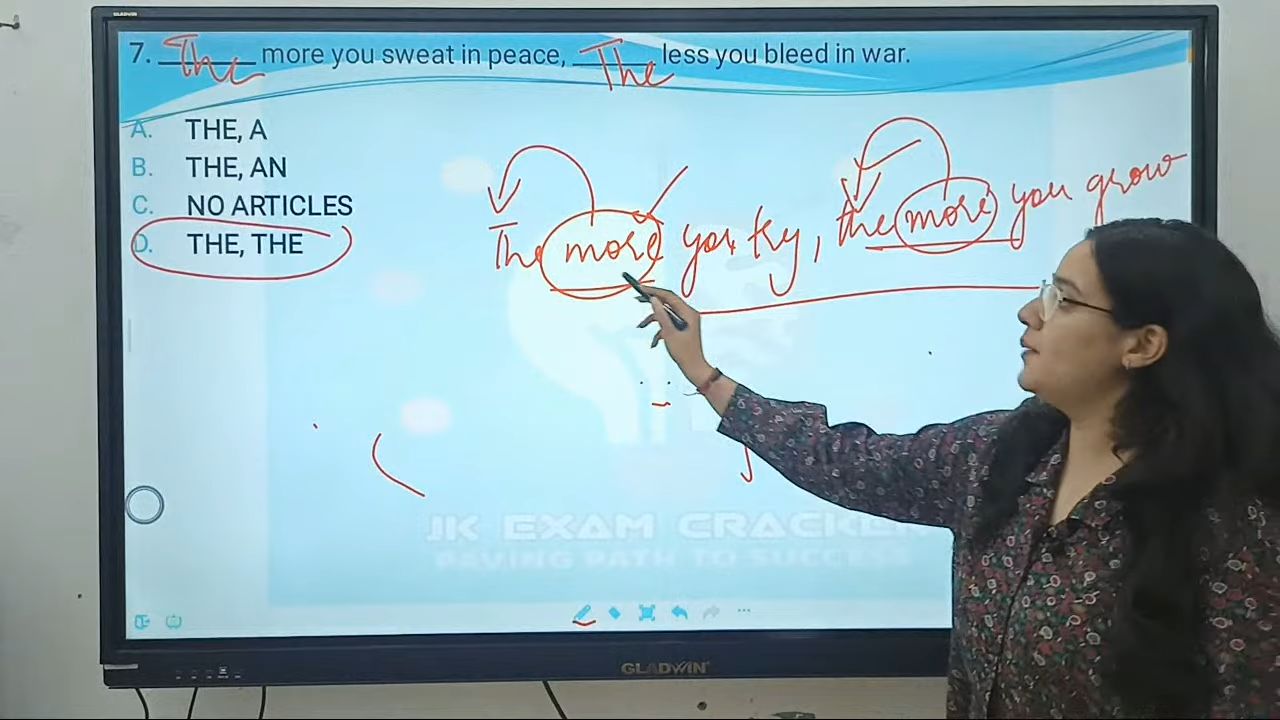 GLADWIN
7. The more you sweat in peace, The less you bleed in war.
A. THE, A
B. THE, AN
C. NO ARTICLES
D. THE, THE
The more you try, the more you grow
JK EXAM CRACKER
PAVING PATH TO SUCCESS
GLADWIN